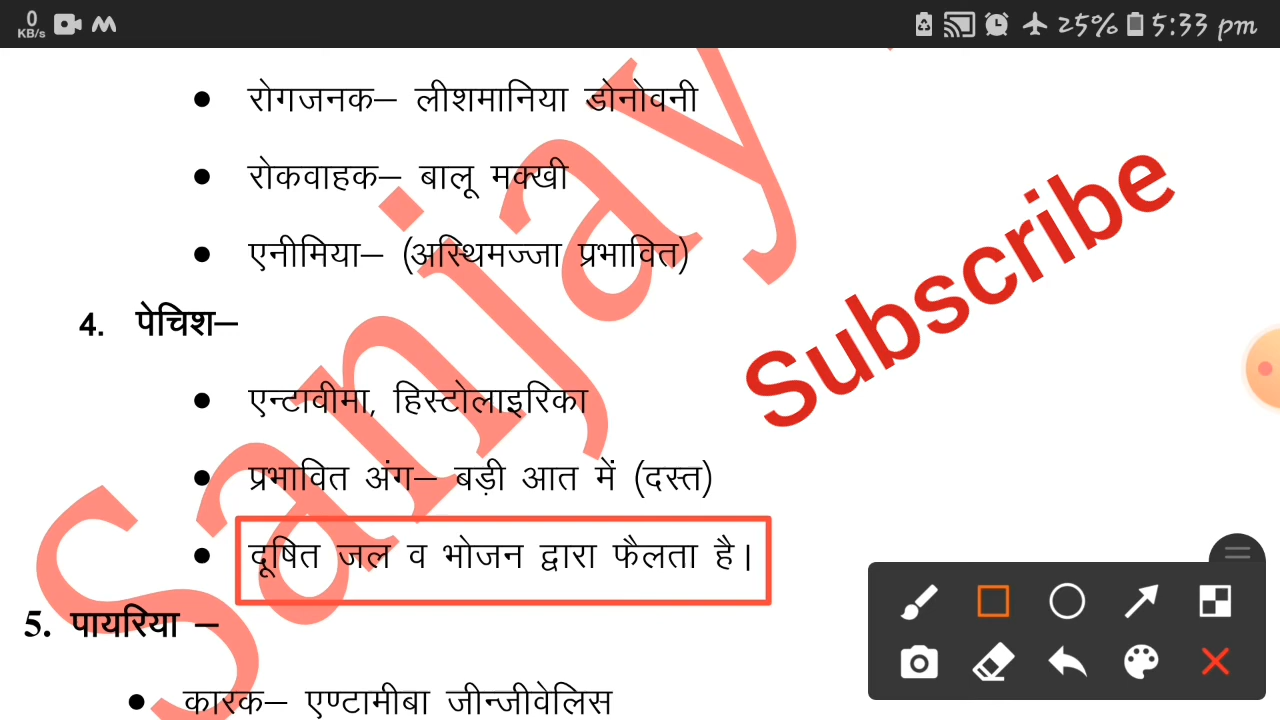 0
KB/s
25% 5:33 pm
रोगजनक– लीशमानिया डोनोवनी
रोकवाहक– बालू मक्खी
एनीमिया– (अस्थिमज्जा प्रभावित)
4. पेचिश–
एन्टावीमा, हिस्टोलाइरिका
प्रभावित अंग– बड़ी आत में (दस्त)
दूषित जल व भोजन द्वारा फैलता है।
5. पायरिया –
कारक– एण्टामीबा जीन्जीवेलिस
Sanjay
Subscribe